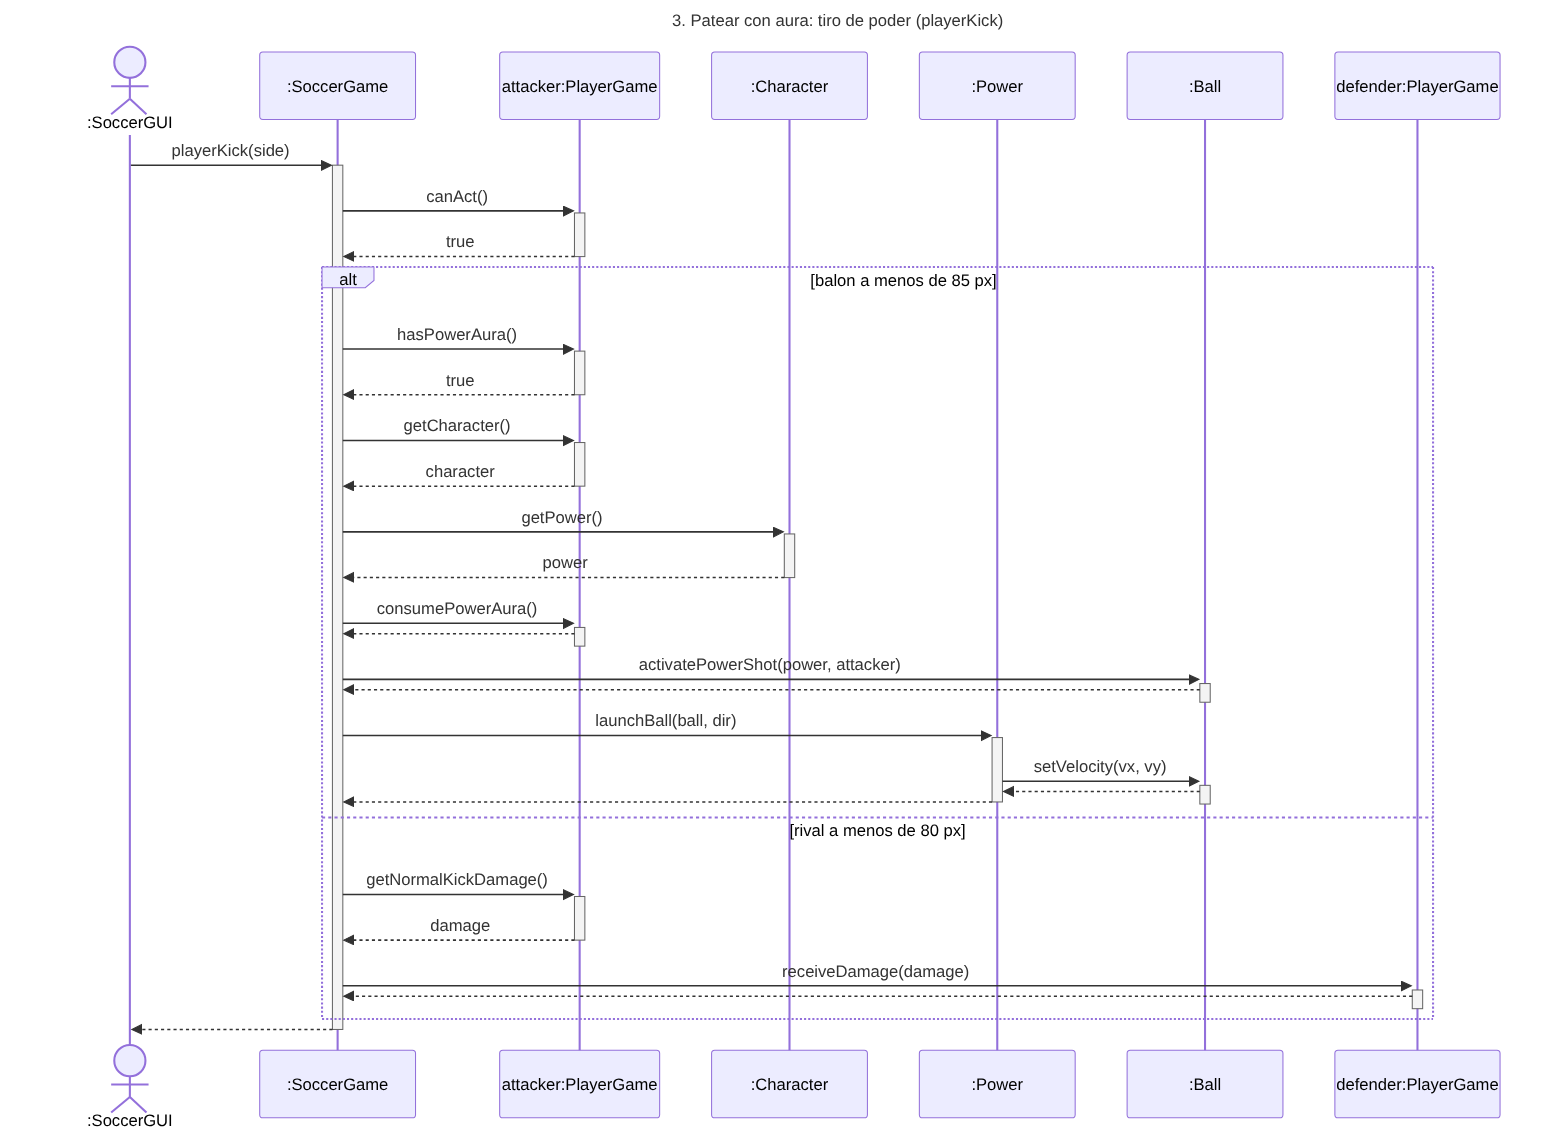 3. Patear con aura: tiro de poder (playerKick)
:SoccerGUI
:SoccerGame
attacker:PlayerGame
:Character
:Power
:Ball
defender:PlayerGame
playerKick(side)
canAct()
true
alt
[balon a menos de 85 px]
hasPowerAura()
true
getCharacter()
character
getPower()
power
consumePowerAura()
activatePowerShot(power, attacker)
launchBall(ball, dir)
setVelocity(vx, vy)
[rival a menos de 80 px]
getNormalKickDamage()
damage
receiveDamage(damage)
:SoccerGUI
:SoccerGame
attacker:PlayerGame
:Character
:Power
:Ball
defender:PlayerGame